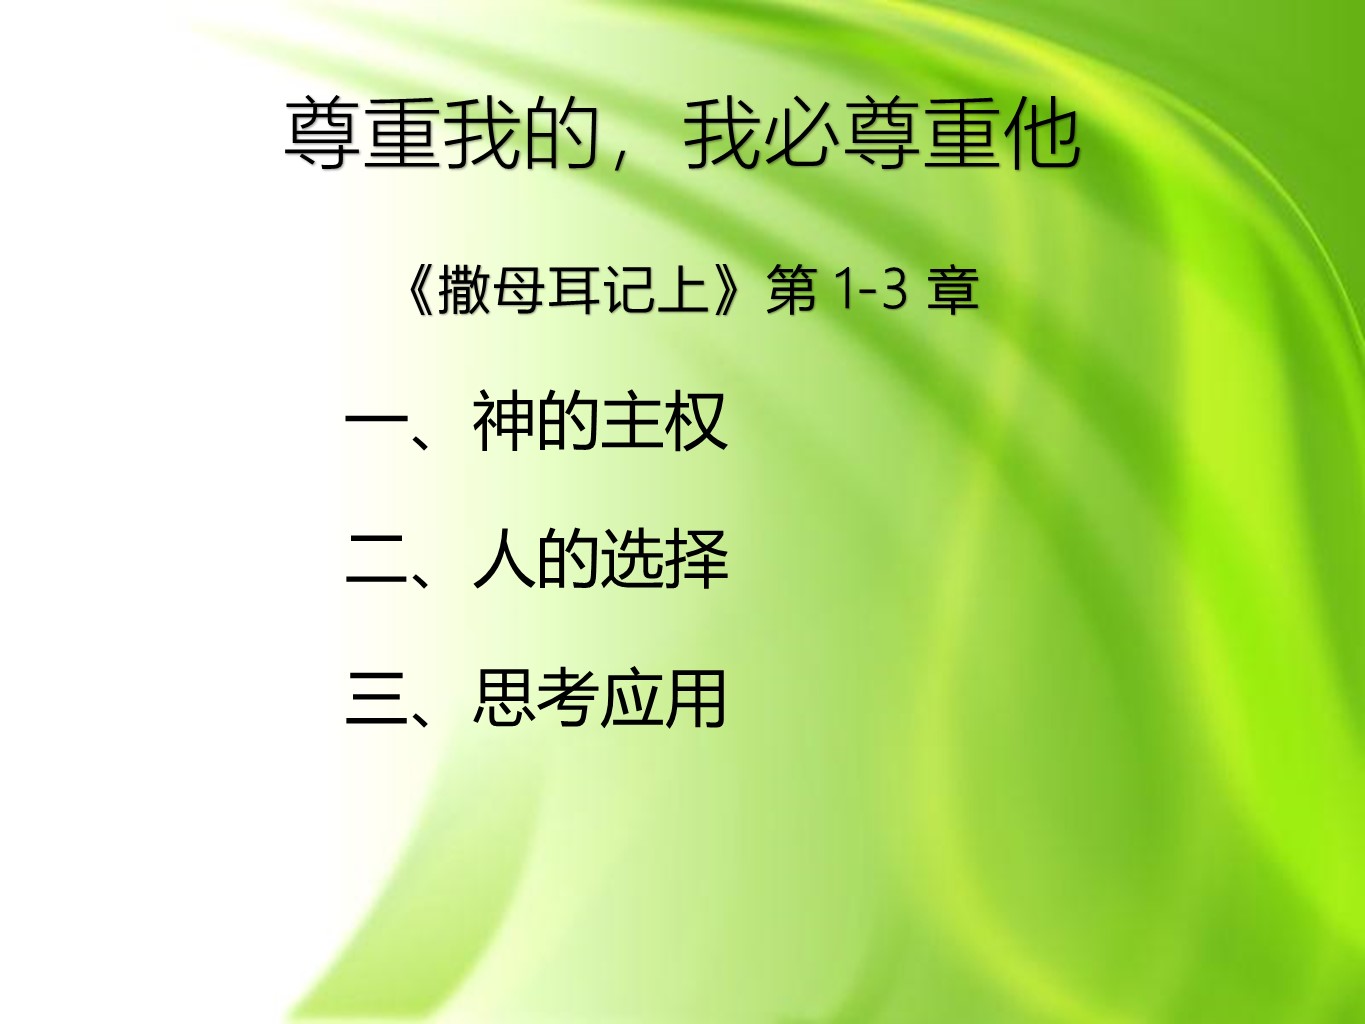 尊重我的，我必尊重他
《撒母耳记上》第 1-3 章
一、神的主权
二、人的选择
三、思考应用